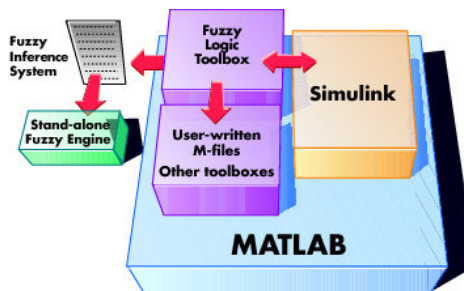 Fuzzy
Inference
System
Fuzzy
Logic
Toolbox
Simulink
Stand-alone
Fuzzy Engine
User-written
M-files
Other toolboxes
MATLAB